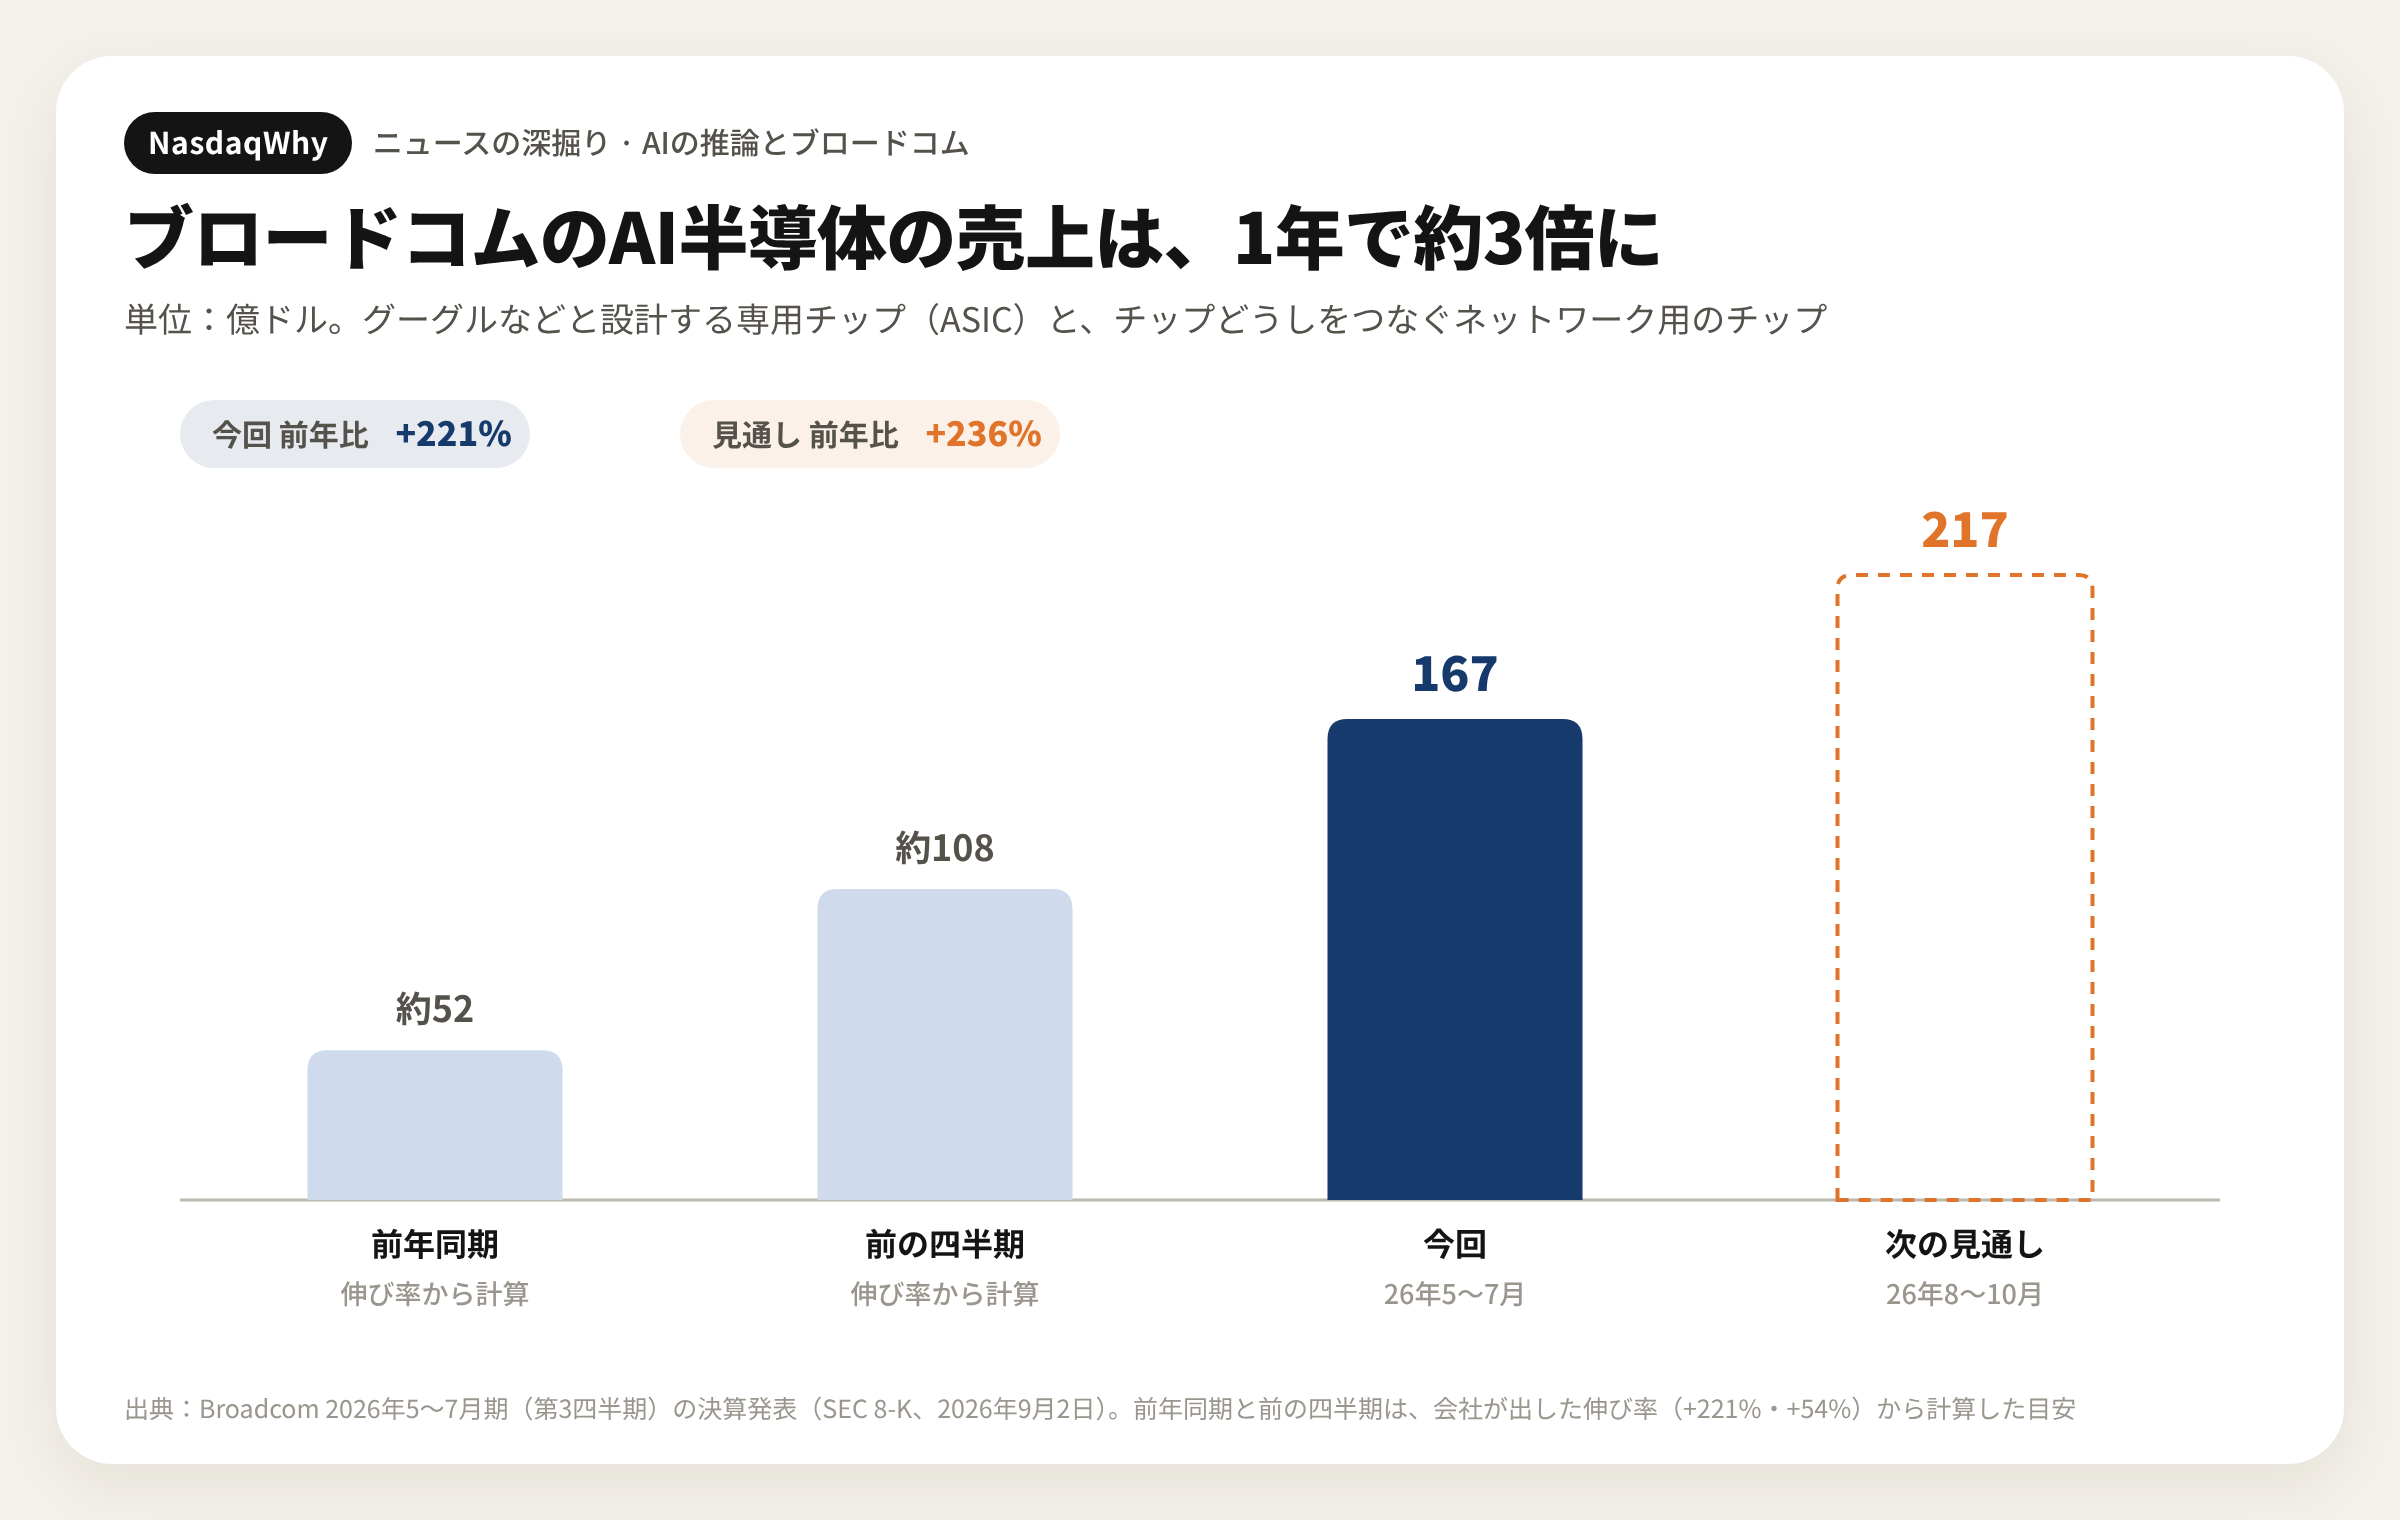 NasdaqWhy ニュースの深掘り · AIの推論とブロードコム
ブロードコムのAI半導体の売上は、1年で約3倍に
単位：億ドル。グーグルなどと設計する専用チップ（ASIC）と、チップどうしをつなぐネットワーク用のチップ
今回 前年比 +221% 見通し 前年比 +236%
217
167
約108
約52
前年同期 前の四半期 今回 次の見通し
伸び率から計算 伸び率から計算 26年5〜7月 26年8〜10月
出典：Broadcom 2026年5〜7月期（第3四半期）の決算発表（SEC 8-K、2026年9月2日）。前年同期と前の四半期は、会社が出した伸び率（+221%・+54%）から計算した目安